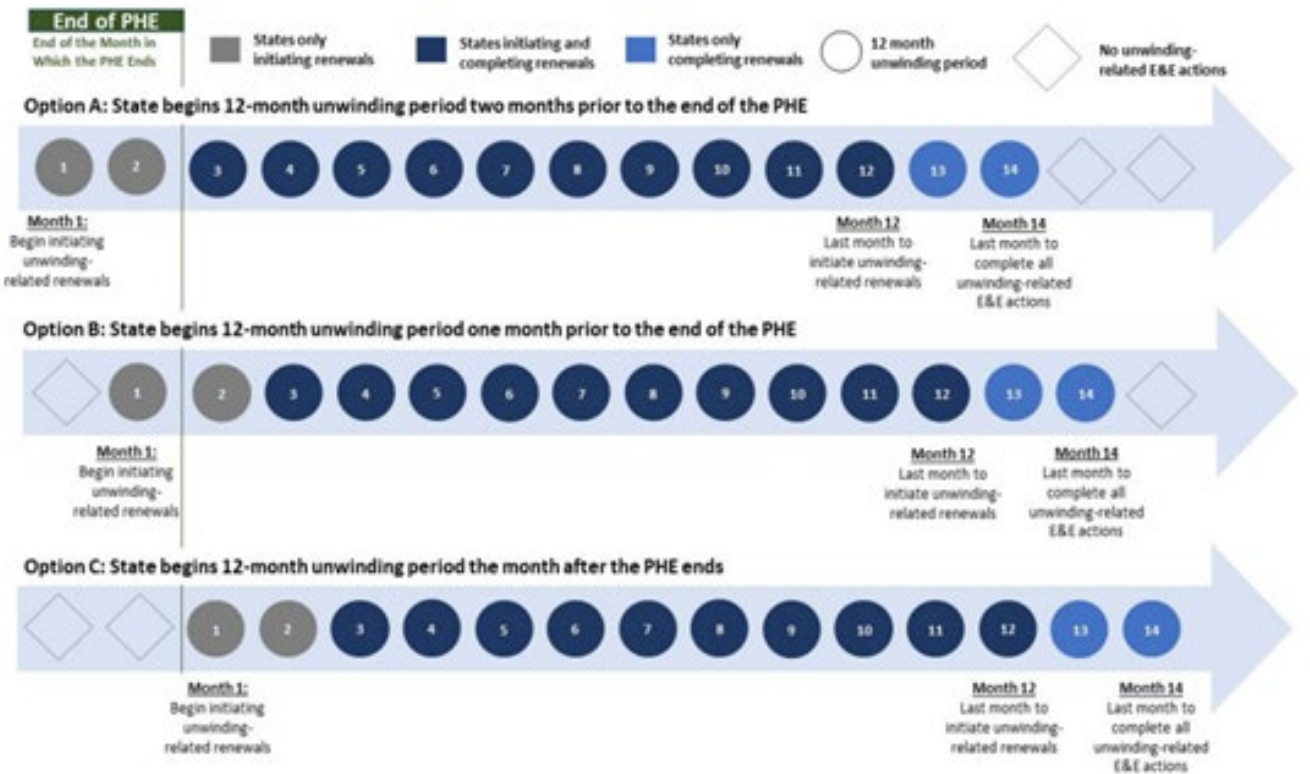 End of PHE
End of the Month in
Which the PHE Ends
States only
initiating renewals
States initiating and
completing renewals
States only
completing renewals
12 month
unwinding period
No unwinding-
related E&E actions
Option A: State begins 12-month unwinding period two months prior to the end of the PHE
1 2 3 4 5 6 7 8 9 10 11 12 13 14
Month 1:
Begin initiating
unwinding-
related renewals
Month 12
Last month to
initiate unwinding-
related renewals
Month 14
Last month to
complete all
unwinding-related
E&E actions
Option B: State begins 12-month unwinding period one month prior to the end of the PHE
1 2 3 4 5 6 7 8 9 10 11 12 13 14
Month 1:
Begin initiating
unwinding-
related renewals
Month 12
Last month to
initiate unwinding-
related renewals
Month 14
Last month to
complete all
unwinding-related
E&E actions
Option C: State begins 12-month unwinding period the month after the PHE ends
1 2 3 4 5 6 7 8 9 10 11 12 13 14
Month 1:
Begin initiating
unwinding-
related renewals
Month 12
Last month to
initiate unwinding-
related renewals
Month 14
Last month to
complete all
unwinding-related
E&E actions